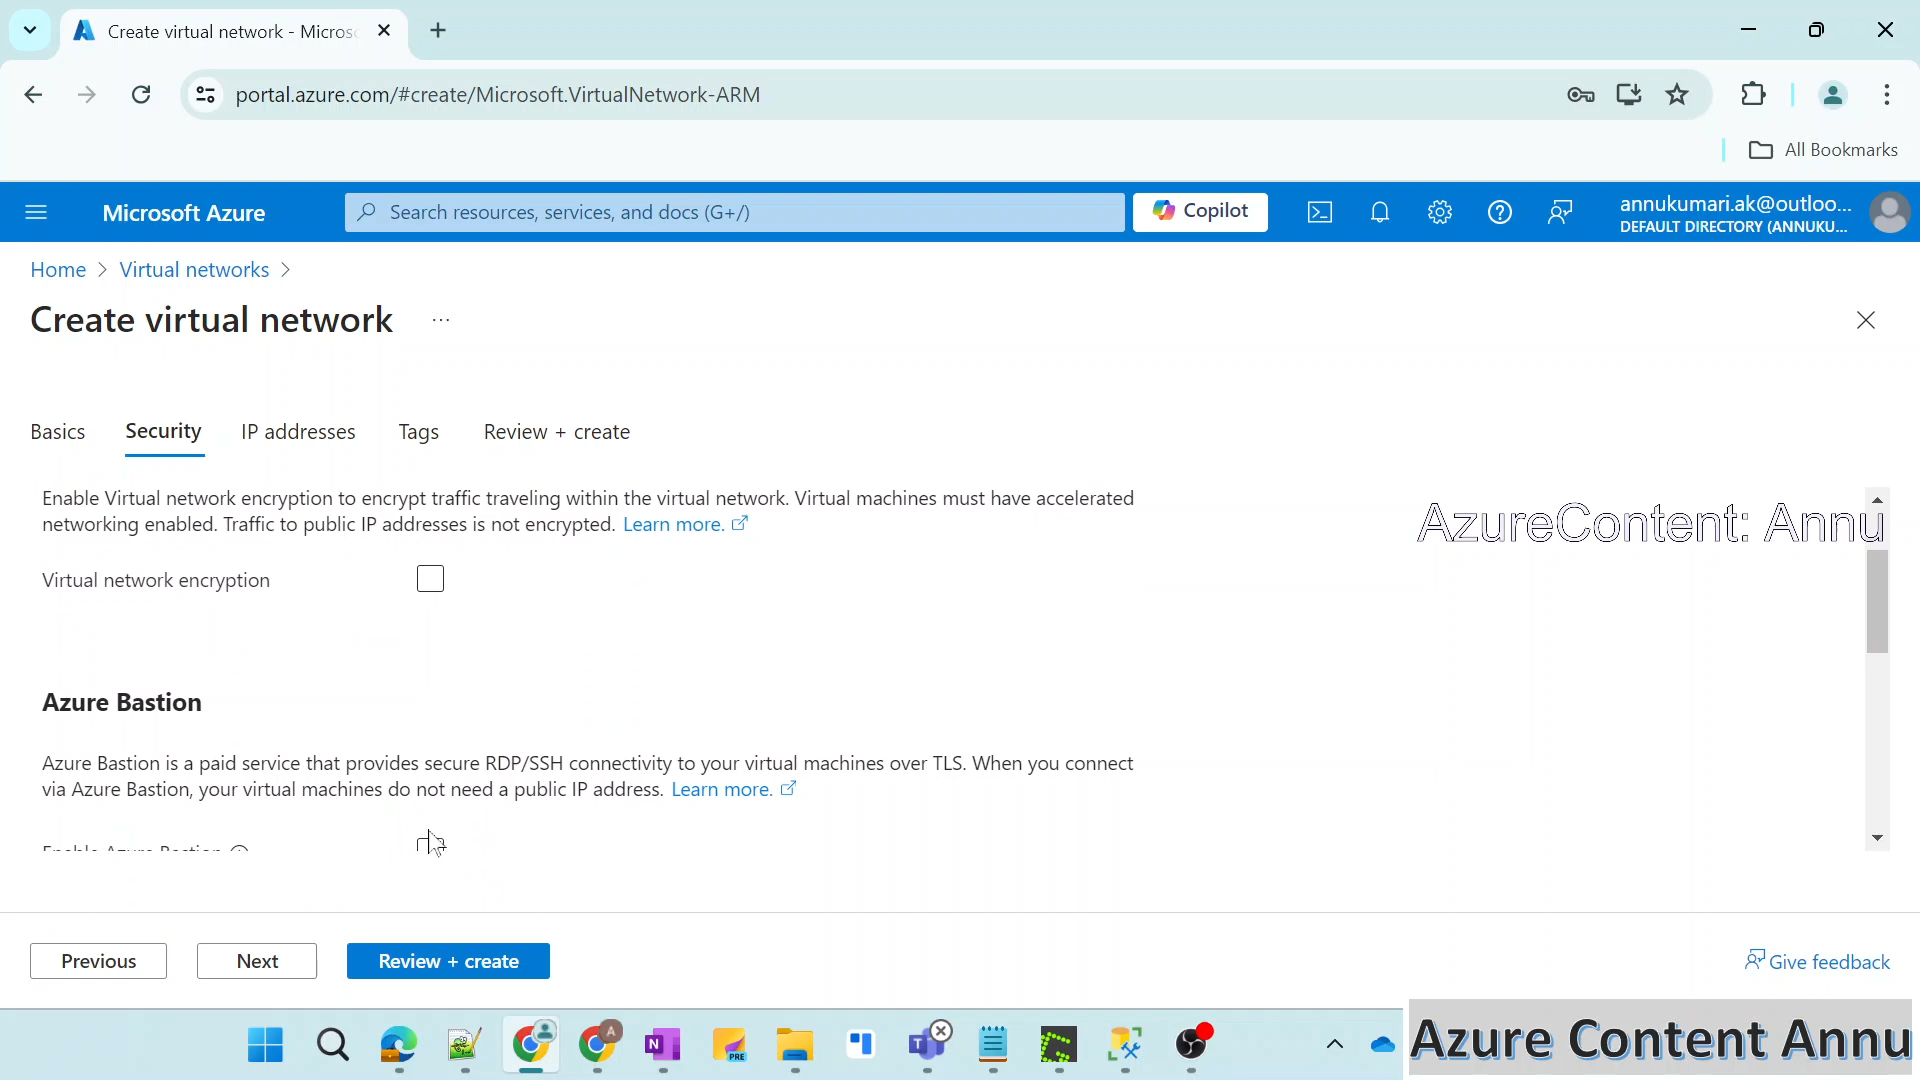 Create virtual network - Micros
portal.azure.com/#create/Microsoft.VirtualNetwork-ARM
All Bookmarks
Microsoft Azure
Search resources, services, and docs (G+/)
Copilot
annukumari.ak@outloo...
DEFAULT DIRECTORY (ANNUKU...
Home > Virtual networks >
Create virtual network
...
Basics
Security
IP addresses
Tags
Review + create
Enable Virtual network encryption to encrypt traffic traveling within the virtual network. Virtual machines must have accelerated
networking enabled. Traffic to public IP addresses is not encrypted. Learn more.
AzureContent: Annu
Virtual network encryption
Azure Bastion
Azure Bastion is a paid service that provides secure RDP/SSH connectivity to your virtual machines over TLS. When you connect
via Azure Bastion, your virtual machines do not need a public IP address. Learn more.
Enable Azure Bastion
Previous
Next
Review + create
Give feedback
A
N
PRE
T
Azure Content Annu